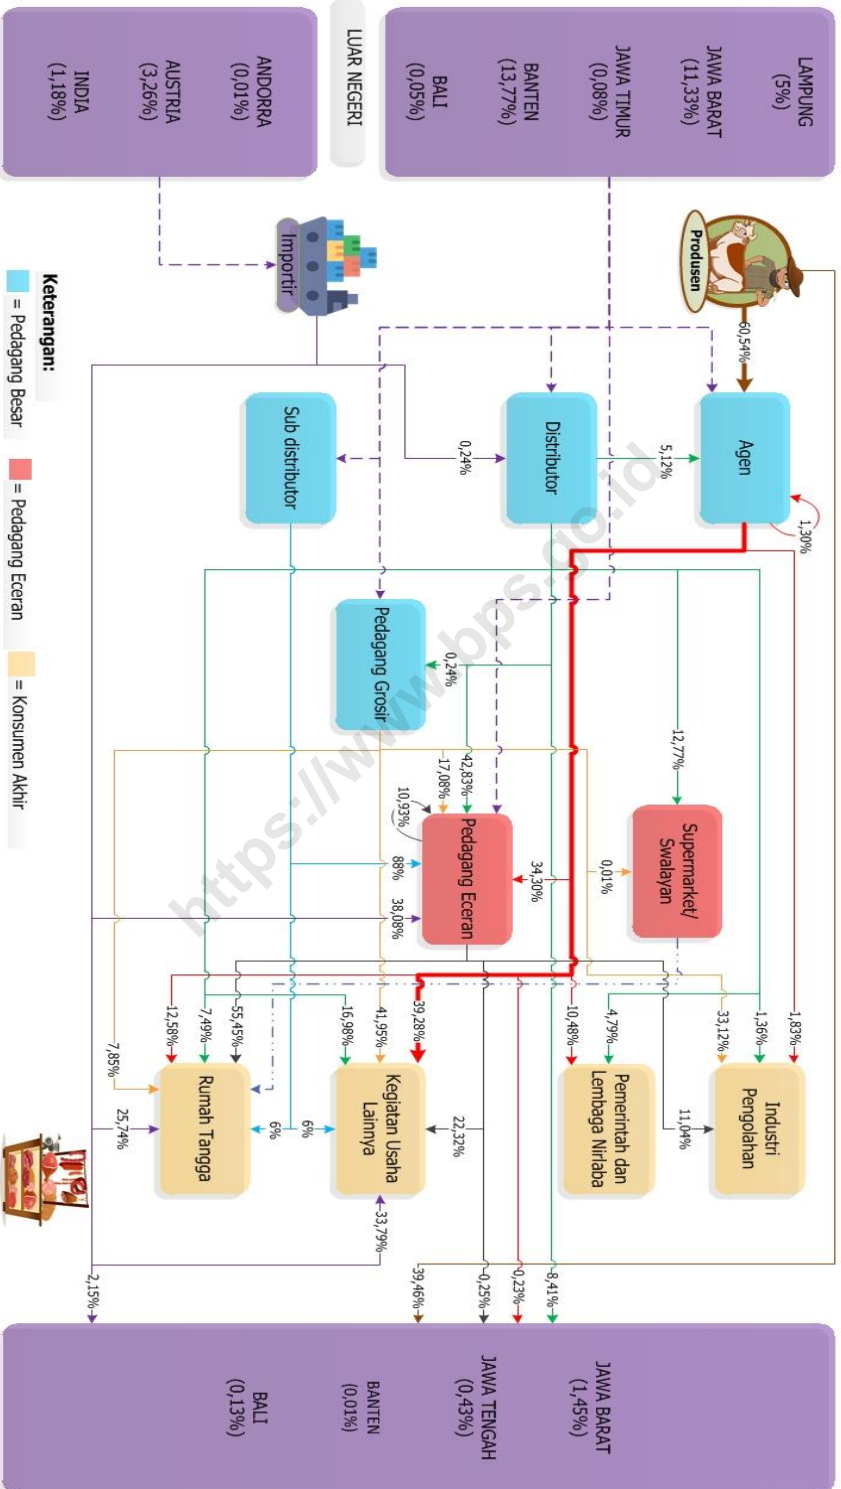 LAMPUNG
(5%)
JAWA BARAT
(11,33%)
JAWA TIMUR
(0,08%)
BANTEN
(13,77%)
BALI
(0,05%)
LUAR NEGERI
ANDORRA
(0,01%)
AUSTRIA
(3,26%)
INDIA
(1,18%)
Produsen
Importir
60,54%
Agen
1,30%
5,12%
Distributor
0,24%
Sub distributor
Pedagang Grosir
0,24%
42,83%
17,08%
10,93%
Pedagang Eceran
88%
38,08%
34,30%
0,01%
12,77%
Supermarket/
Swalayan
1,83%
1,36%
33,12%
4,79%
10,48%
39,28%
41,95%
16,98%
55,45%
7,49%
12,58%
7,85%
Industri
Pengolahan
11,04%
Pemerintah dan
Lembaga Nirlaba
Kegiatan Usaha
Lainnya
22,32%
6%
6%
Rumah Tangga
25,74%
33,79%
8,41%
0,23%
0,25%
39,46%
2,15%
JAWA BARAT
(1,45%)
JAWA TENGAH
(0,43%)
BANTEN
(0,01%)
BALI
(0,13%)
Keterangan:
= Pedagang Besar
= Pedagang Eceran
= Konsumen Akhir
https://www.bps.go.id